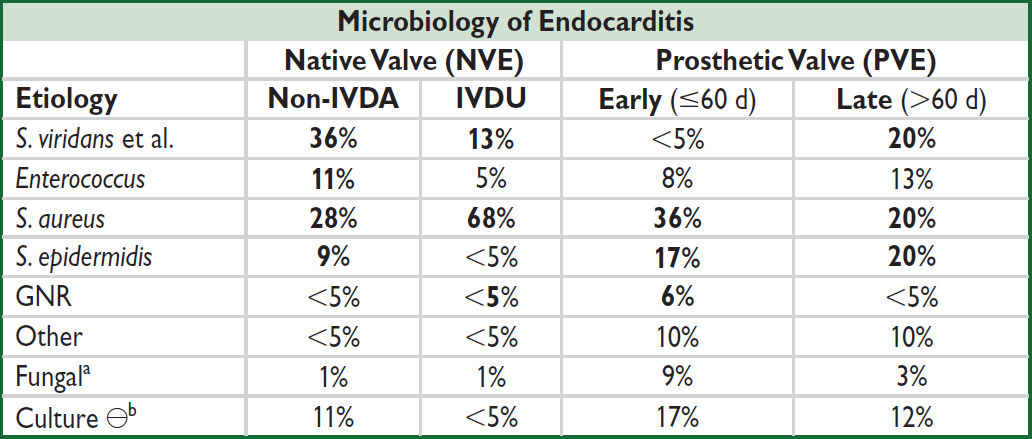 Microbiology of Endocarditis
Native Valve (NVE) Prosthetic Valve (PVE)
Etiology Non-IVDA IVDU Early (≤60 d) Late (>60 d)
S. viridans et al. 36% 13% <5% 20%
Enterococcus 11% 5% 8% 13%
S. aureus 28% 68% 36% 20%
S. epidermidis 9% <5% 17% 20%
GNR <5% <5% 6% <5%
Other <5% <5% 10% 10%
Fungalᵃ 1% 1% 9% 3%
Culture ⊖ᵇ 11% <5% 17% 12%